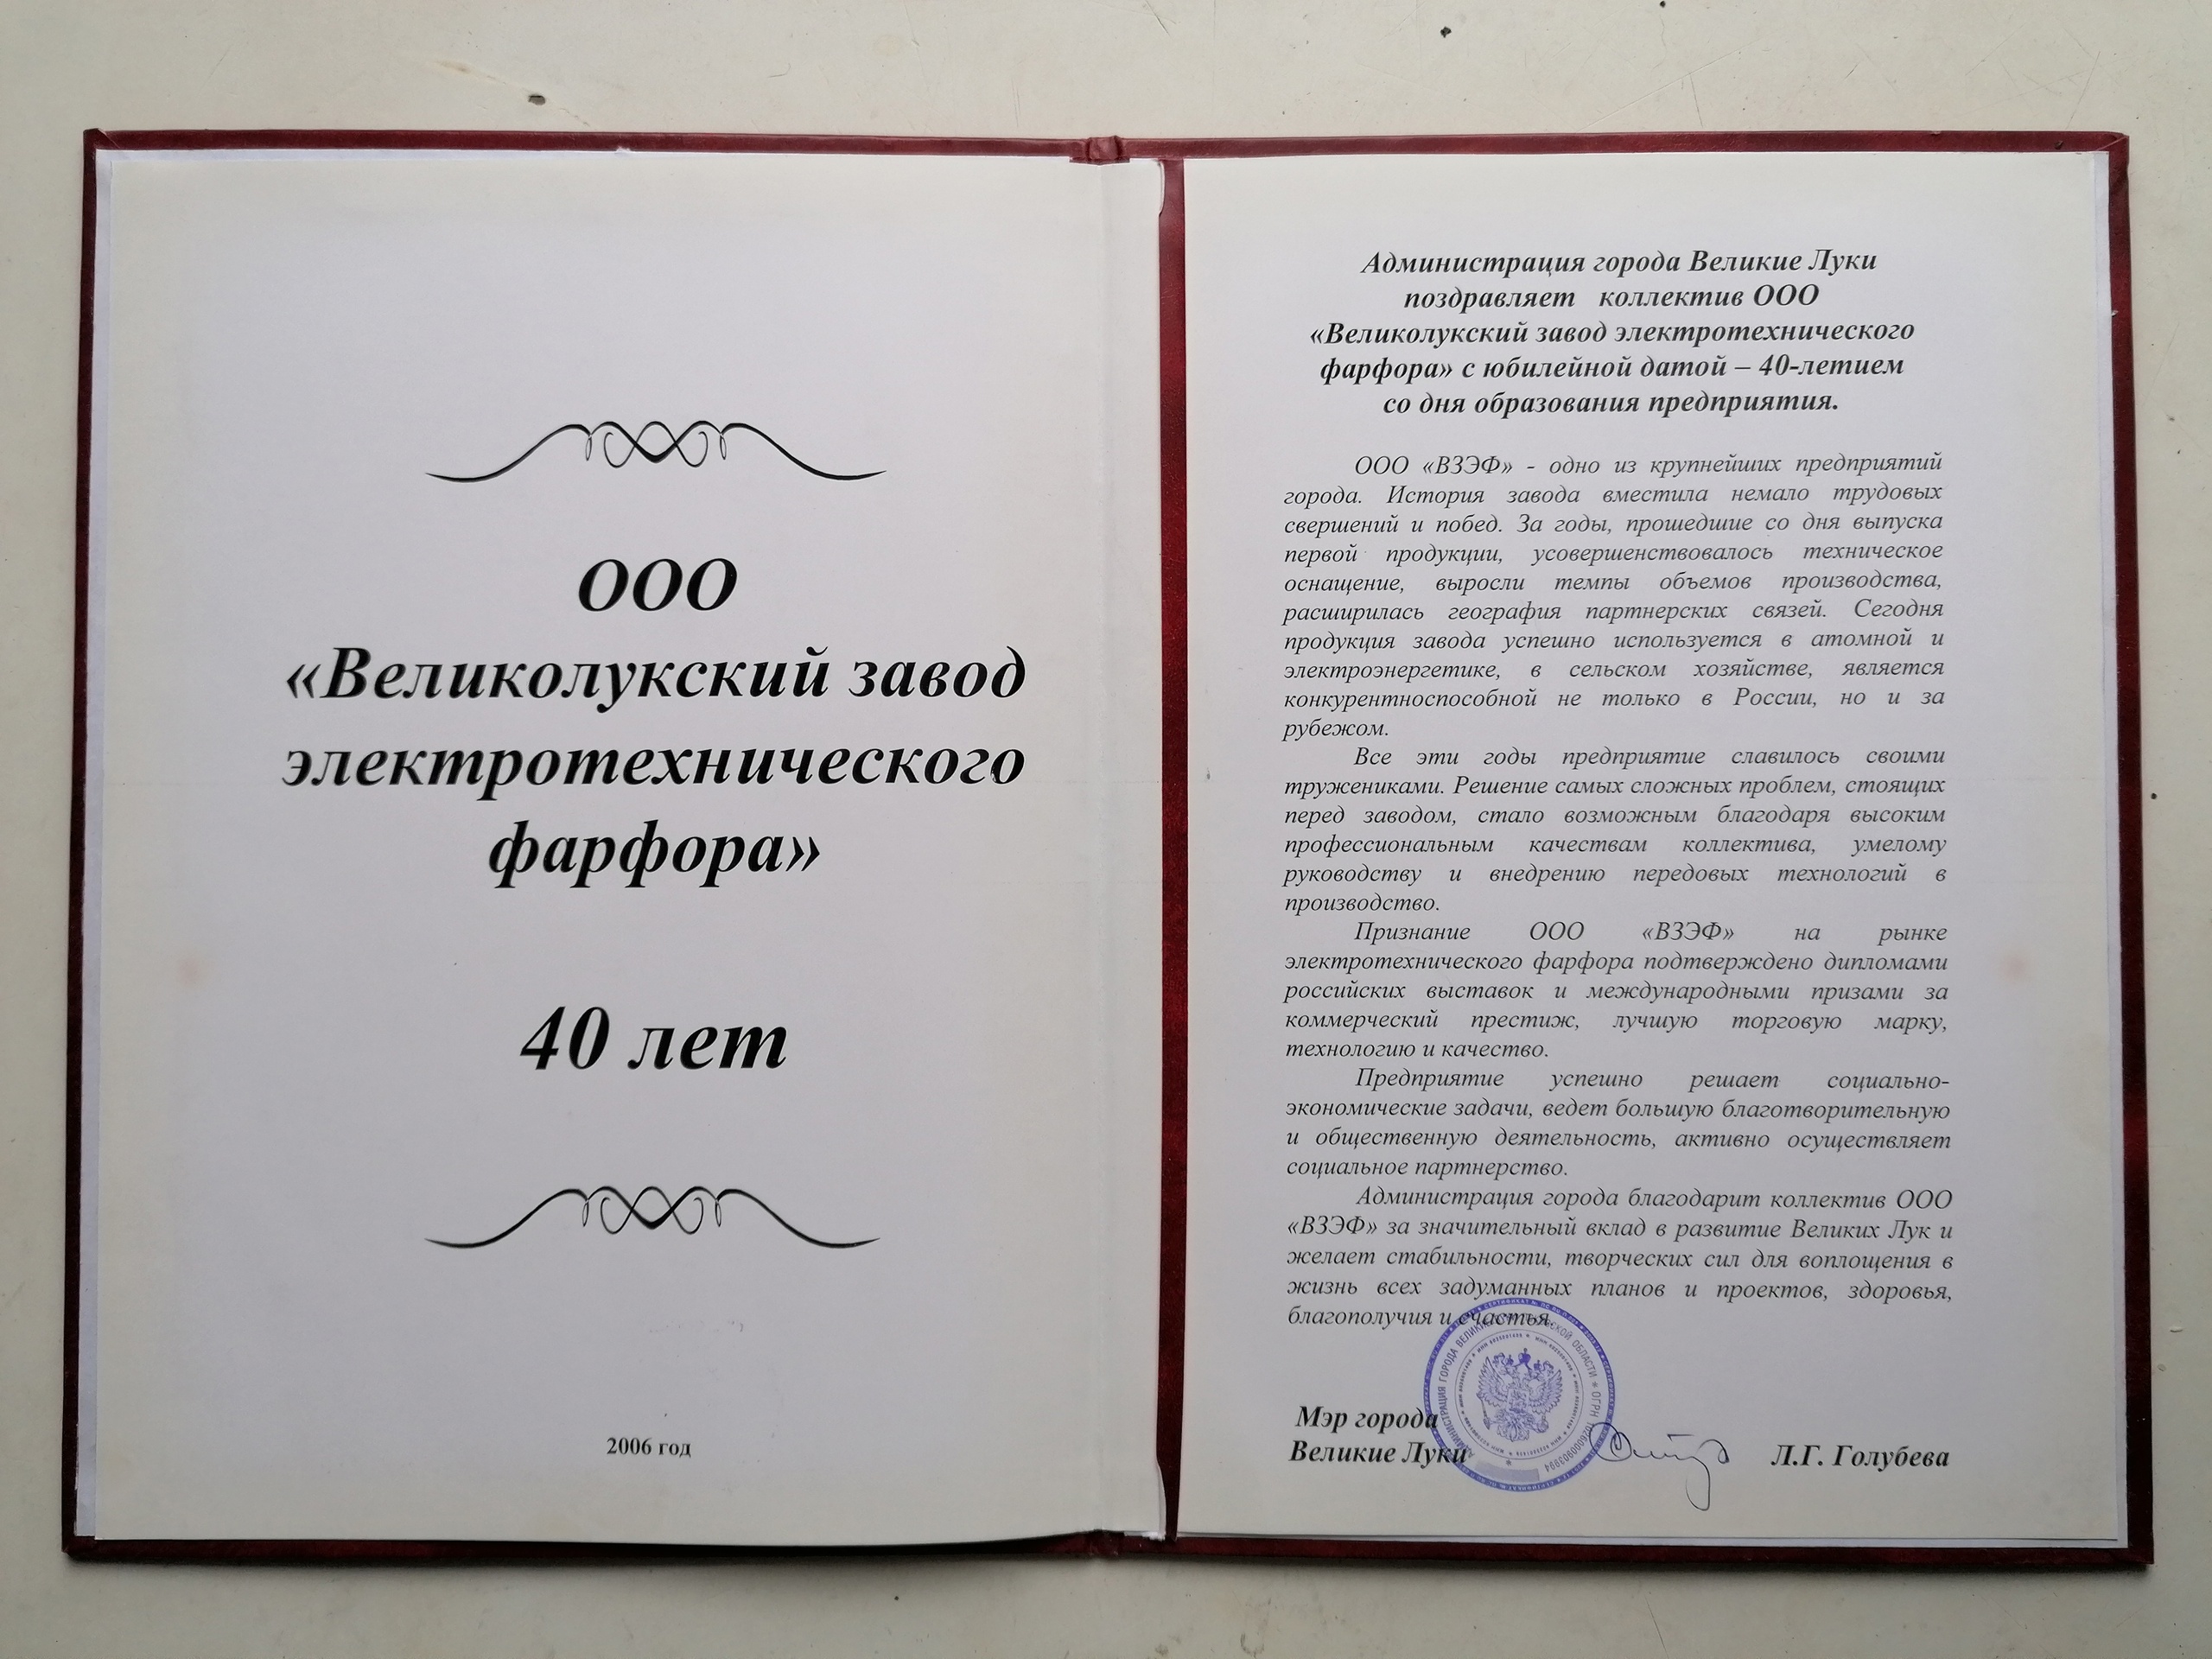 ООО
«Великолукский завод
электротехнического
фарфора»
40 лет
2006 год
Администрация города Великие Луки
поздравляет коллектив ООО
«Великолукский завод электротехнического
фарфора» с юбилейной датой – 40-летием
со дня образования предприятия.
ООО «ВЗЭФ» - одно из крупнейших предприятий
города. История завода вместила немало трудовых
свершений и побед. За годы, прошедшие со дня выпуска
первой продукции, усовершенствовалось техническое
оснащение, выросли темпы объемов производства,
расширилась география партнерских связей. Сегодня
продукция завода успешно используется в атомной и
электроэнергетике, в сельском хозяйстве, является
конкурентноспособной не только в России, но и за
рубежом.
Все эти годы предприятие славилось своими
тружениками. Решение самых сложных проблем, стоящих
перед заводом, стало возможным благодаря высоким
профессиональным качествам коллектива, умелому
руководству и внедрению передовых технологий в
производство.
Признание ООО «ВЗЭФ» на рынке
электротехнического фарфора подтверждено дипломами
российских выставок и международными призами за
коммерческий престиж, лучшую торговую марку,
технологию и качество.
Предприятие успешно решает социально-
экономические задачи, ведет большую благотворительную
и общественную деятельность, активно осуществляет
социальное партнерство.
Администрация города благодарит коллектив ООО
«ВЗЭФ» за значительный вклад в развитие Великих Лук и
желает стабильности, творческих сил для воплощения в
жизнь всех задуманных планов и проектов, здоровья,
благополучия и счастья.
Мэр города
Великие Луки
Л.Г. Голубева
АДМИНИСТРАЦИЯ ГОРОДА ОБЛАСТИ * ОГРН